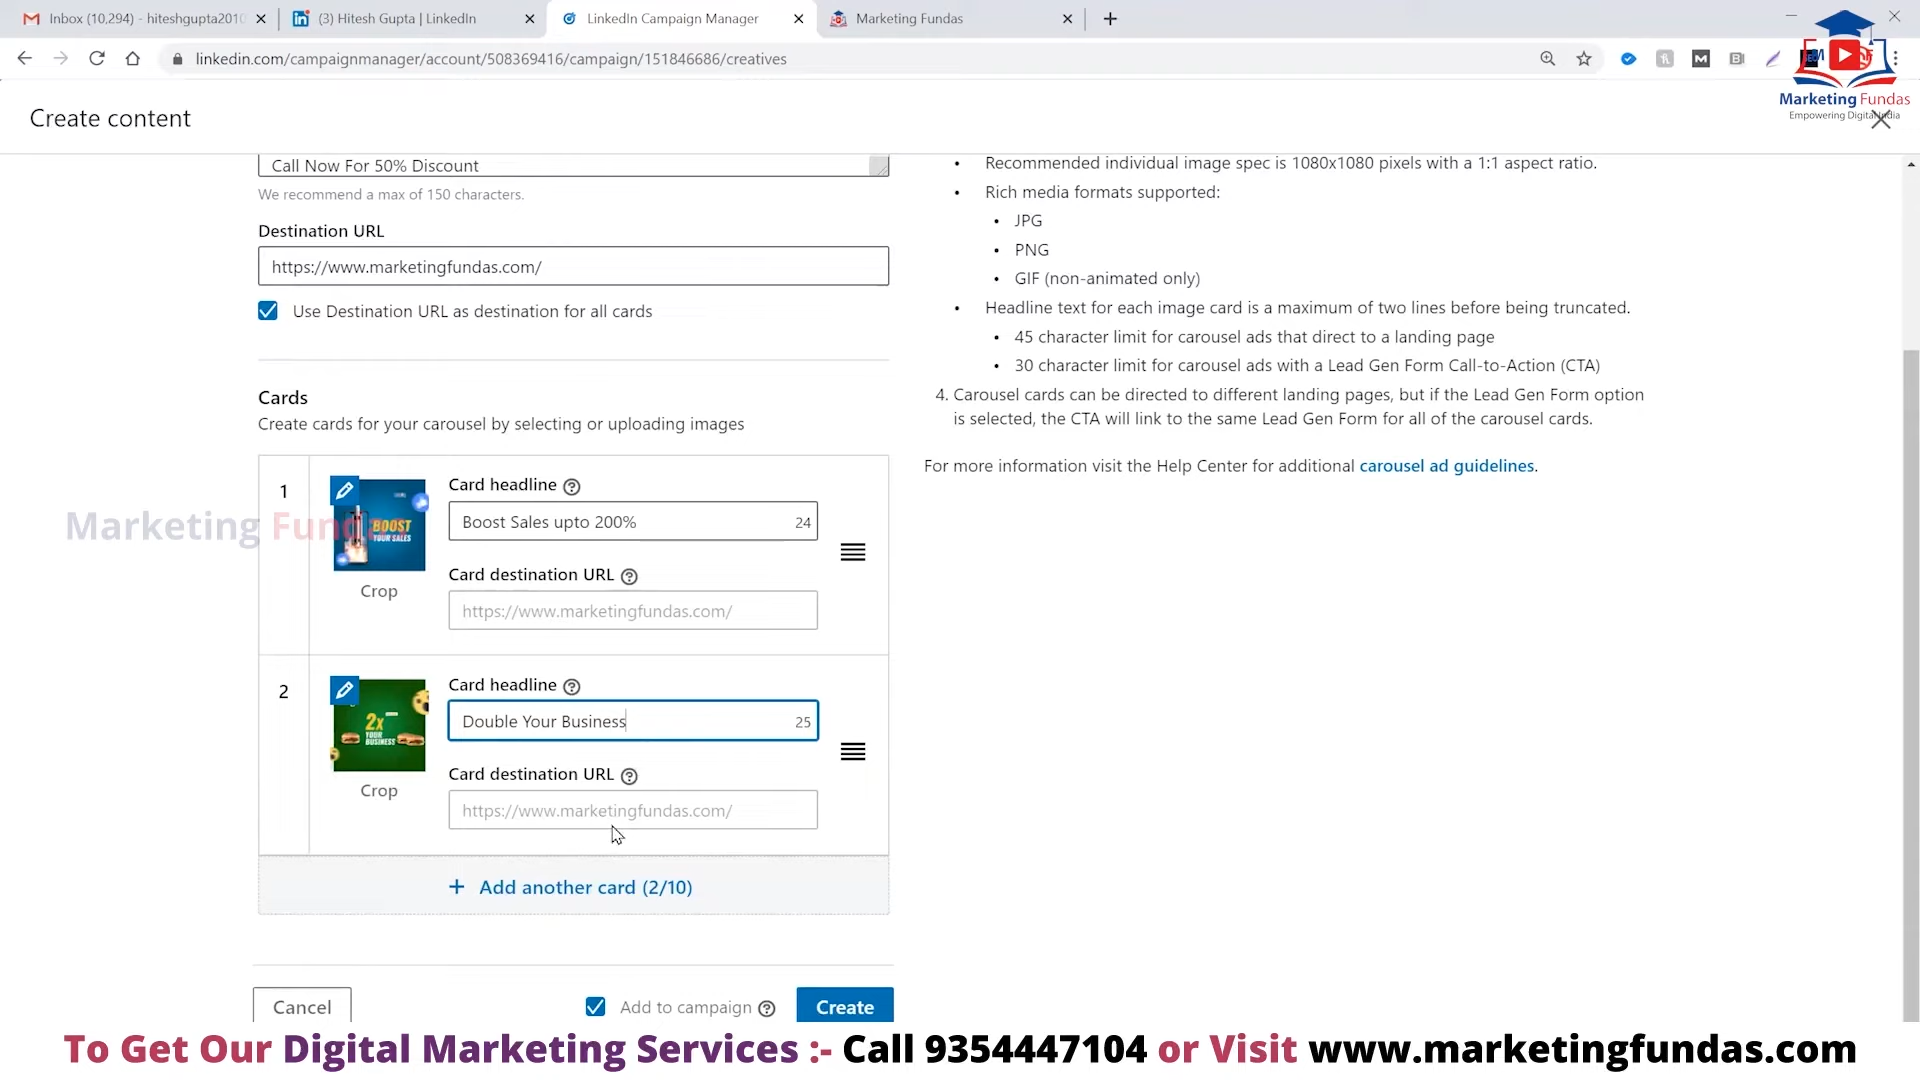 Inbox (10,294) - hiteshgupta2010
(3) Hitesh Gupta | LinkedIn
LinkedIn Campaign Manager
Marketing Fundas
linkedin.com/campaignmanager/account/508369416/campaign/151846686/creatives
Marketing Fundas
Empowering Digital India
Create content
Call Now For 50% Discount
We recommend a max of 150 characters.
Destination URL
https://www.marketingfundas.com/
Use Destination URL as destination for all cards
Cards
Create cards for your carousel by selecting or uploading images
1
BOOST
YOUR SALES
Crop
Card headline
Boost Sales upto 200%
24
Card destination URL
https://www.marketingfundas.com/
Marketing Fundas
2
2x
YOUR
BUSINESS
Crop
Card headline
Double Your Business
25
Card destination URL
https://www.marketingfundas.com/
+ Add another card (2/10)
Cancel
Add to campaign
Create
• Recommended individual image spec is 1080x1080 pixels with a 1:1 aspect ratio.
• Rich media formats supported:
• JPG
• PNG
• GIF (non-animated only)
• Headline text for each image card is a maximum of two lines before being truncated.
• 45 character limit for carousel ads that direct to a landing page
• 30 character limit for carousel ads with a Lead Gen Form Call-to-Action (CTA)
4. Carousel cards can be directed to different landing pages, but if the Lead Gen Form option
is selected, the CTA will link to the same Lead Gen Form for all of the carousel cards.
For more information visit the Help Center for additional carousel ad guidelines.
To Get Our Digital Marketing Services :- Call 9354447104 or Visit www.marketingfundas.com